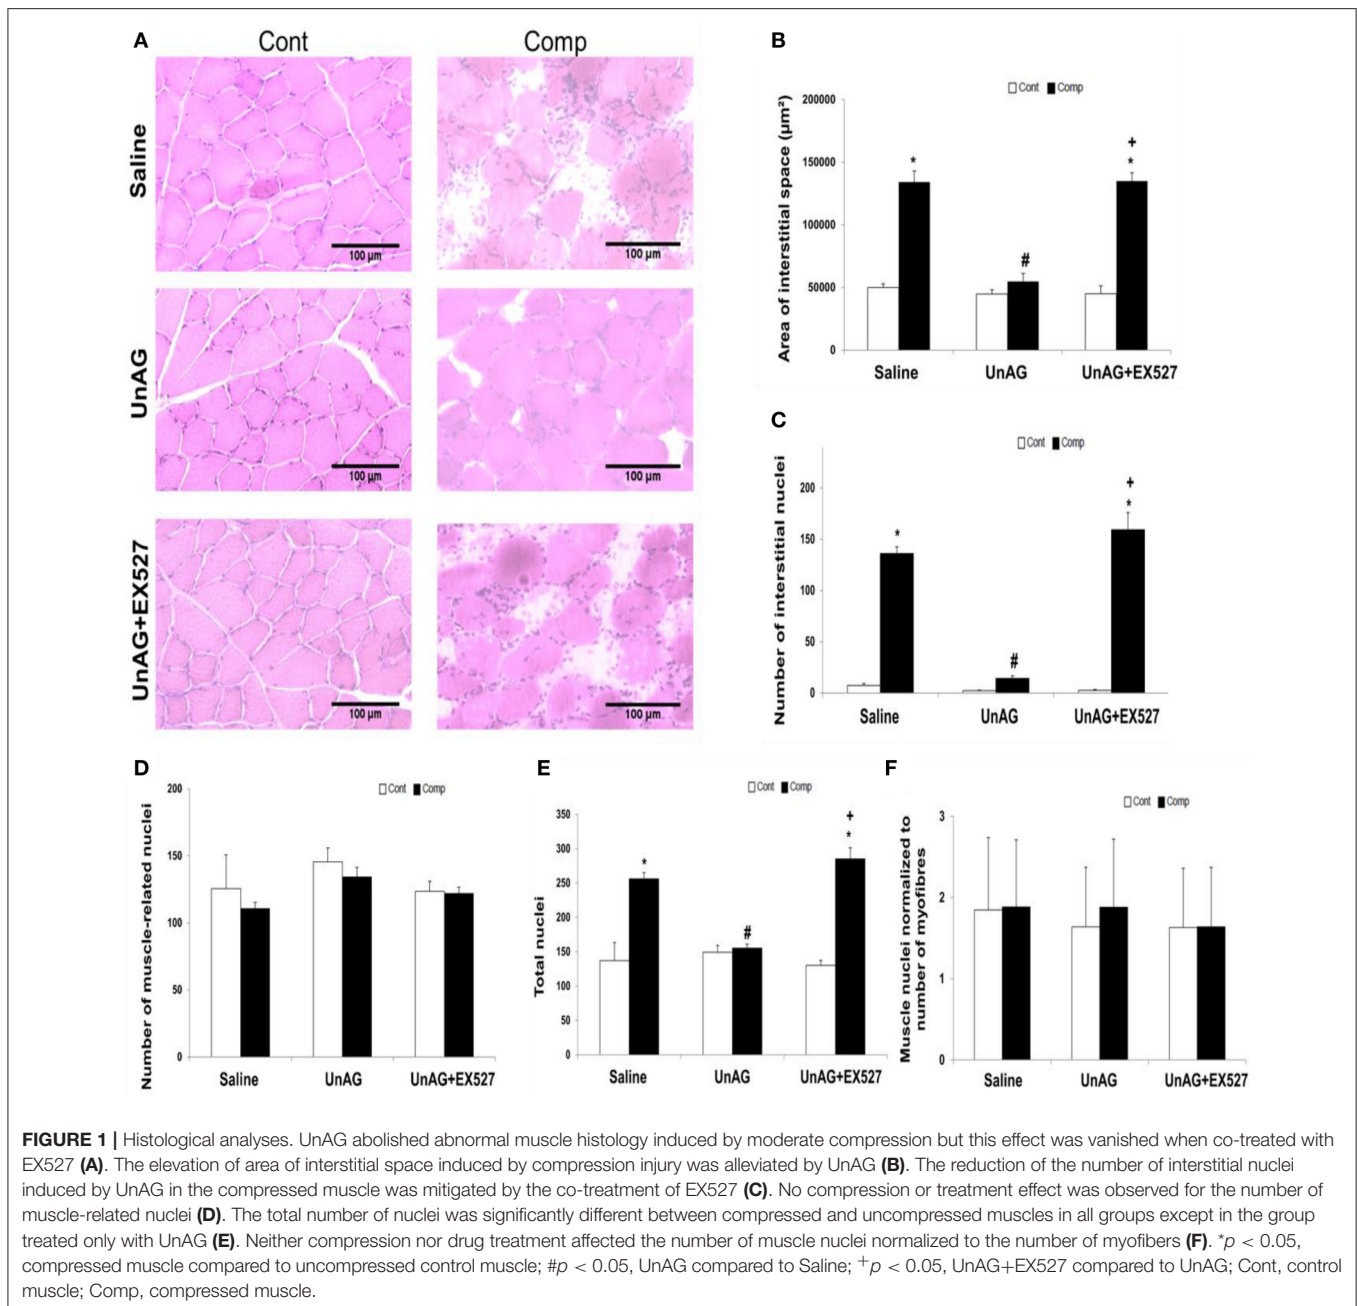 A
Cont
Comp
Saline
100 µm
100 µm
UnAG
100 µm
100 µm
UnAG+EX527
100 µm
100 µm
B
Cont Comp
Area of interstitial space (µm²)
200000
150000
100000
50000
0
*
#
+
*
Saline UnAG UnAG+EX527
C
Cont Comp
Number of interstitial nuclei
200
150
100
50
0
*
#
+
*
Saline UnAG UnAG+EX527
D
Cont Comp
Number of muscle-related nuclei
200
150
100
50
0
Saline UnAG UnAG+EX527
E
Cont Comp
Total nuclei
350
300
250
200
150
100
50
0
*
#
+
*
Saline UnAG UnAG+EX527
F
Cont Comp
Muscle nuclei normalized to
number of myofibres
3
2
1
0
Saline UnAG UnAG+EX527
FIGURE 1 | Histological analyses. UnAG abolished abnormal muscle histology induced by moderate compression but this effect was vanished when co-treated with
EX527 (A). The elevation of area of interstitial space induced by compression injury was alleviated by UnAG (B). The reduction of the number of interstitial nuclei
induced by UnAG in the compressed muscle was mitigated by the co-treatment of EX527 (C). No compression or treatment effect was observed for the number of
muscle-related nuclei (D). The total number of nuclei was significantly different between compressed and uncompressed muscles in all groups except in the group
treated only with UnAG (E). Neither compression nor drug treatment affected the number of muscle nuclei normalized to the number of myofibers (F). *p < 0.05,
compressed muscle compared to uncompressed control muscle; #p < 0.05, UnAG compared to Saline; +p < 0.05, UnAG+EX527 compared to UnAG; Cont, control
muscle; Comp, compressed muscle.